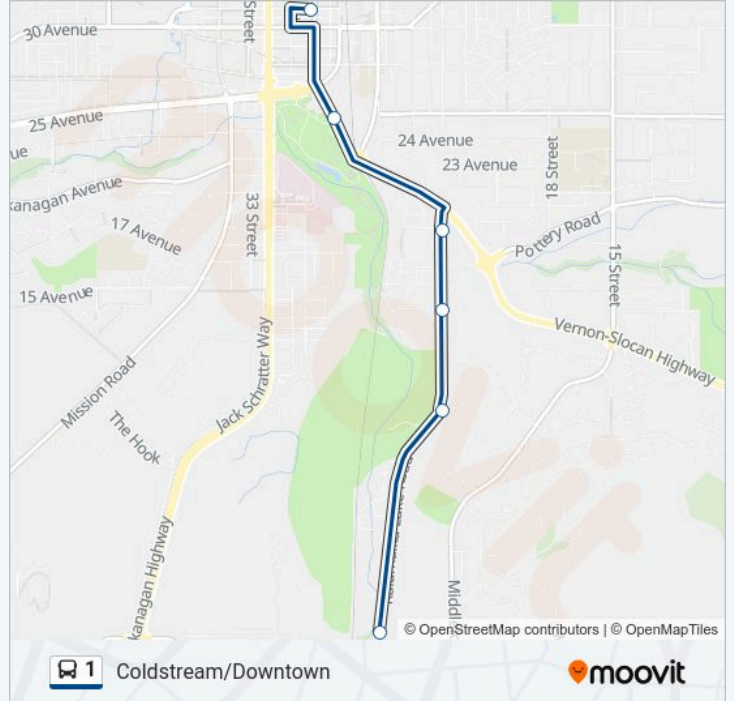 Street
30 Avenue
25 Avenue
24 Avenue
23 Avenue
18 Street
ue
kanagan Avenue
17 Avenue
33 Street
Pottery Road
15 Street
15 Avenue
Vernon-Slocan Highway
Jack Schratter Way
Mission Road
The Hook
kanagan Highway
Middl
© OpenStreetMap contributors | © OpenMapTiles
1 Coldstream/Downtown
moovit